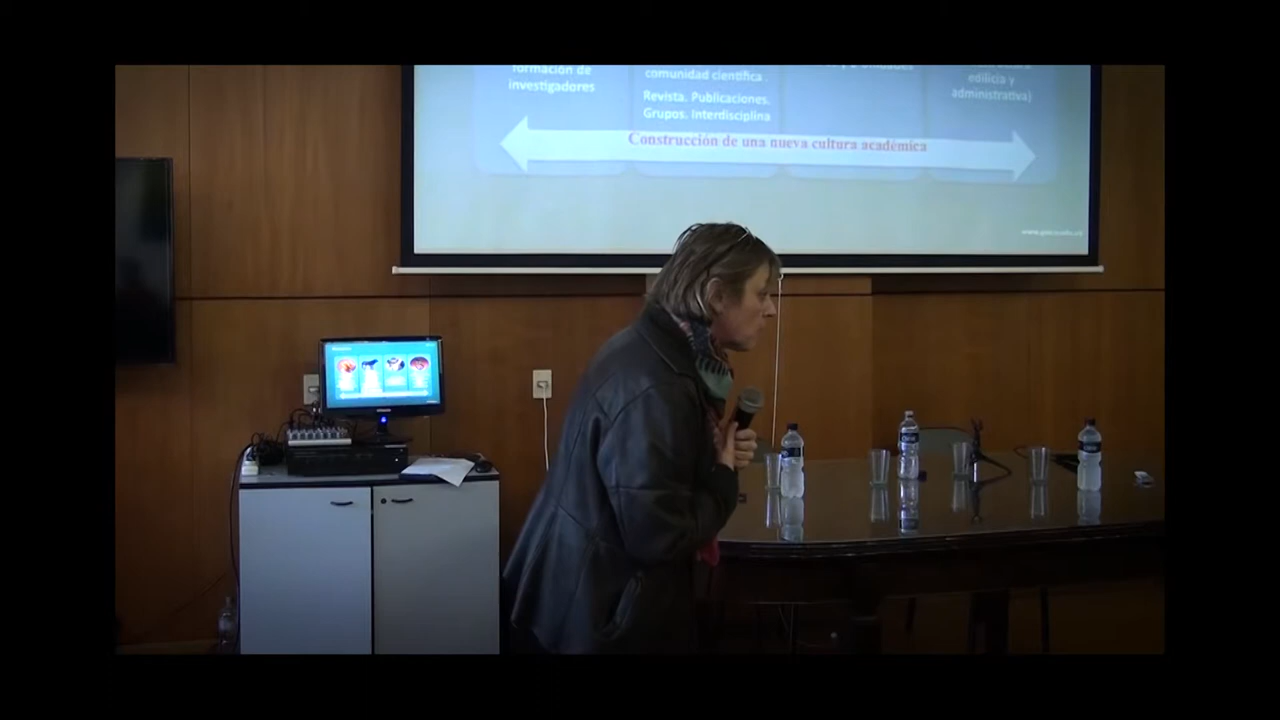 formación de
investigadores
comunidad científica
Revista. Publicaciones.
Grupos. Interdisciplina
edilicia y
administrativa)
Construcción de una nueva cultura académica